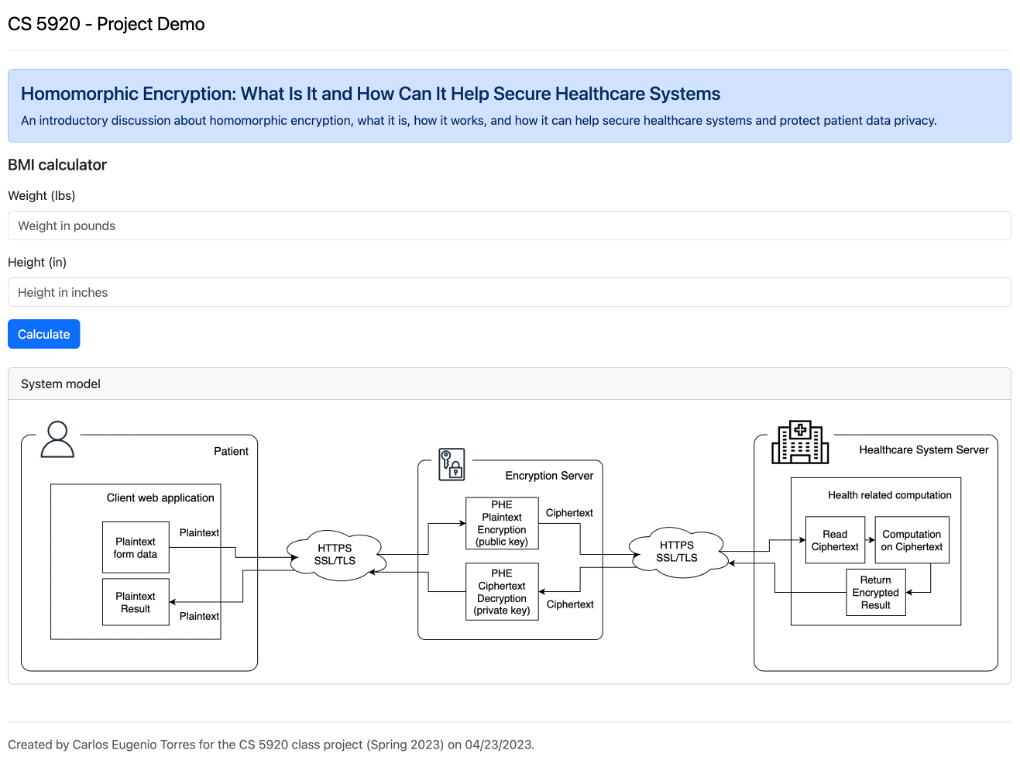 CS 5920 - Project Demo
Homomorphic Encryption: What Is It and How Can It Help Secure Healthcare Systems
An introductory discussion about homomorphic encryption, what it is, how it works, and how it can help secure healthcare systems and protect patient data privacy.
BMI calculator
Weight (lbs)
Weight in pounds
Height (in)
Height in inches
Calculate
System model
Patient
Client web application
Plaintext
form data
Plaintext
Plaintext
Result
Plaintext
HTTPS
SSL/TLS
Encryption Server
PHE
Plaintext
Encryption
(public key)
Ciphertext
PHE
Ciphertext
Decryption
(private key)
Ciphertext
HTTPS
SSL/TLS
Healthcare System Server
Health related computation
Read
Ciphertext
Computation
on Ciphertext
Return
Encrypted
Result
Created by Carlos Eugenio Torres for the CS 5920 class project (Spring 2023) on 04/23/2023.